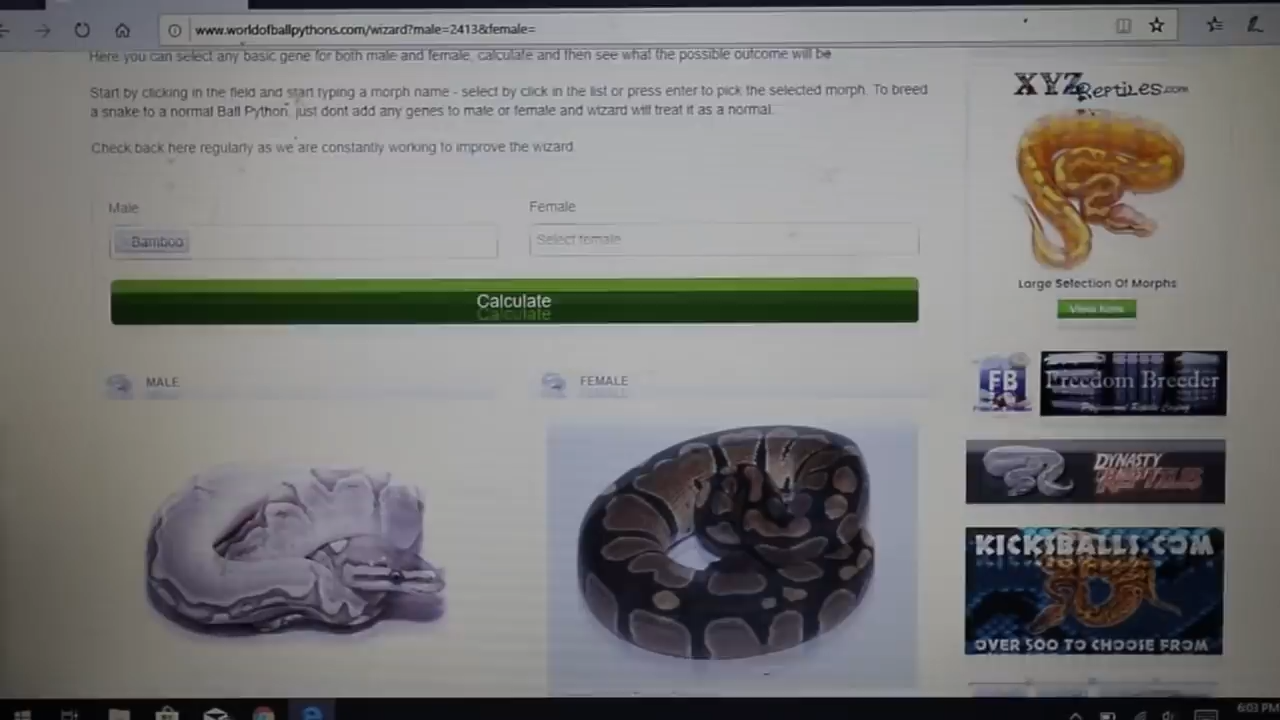 www.worldofballpythons.com/wizard?male=2413&female=
Here you can select any basic gene for both male and female, calculate and then see what the possible outcome will be
Start by clicking in the field and start typing a morph name - select by click in the list or press enter to pick the selected morph. To breed
a snake to a normal Ball Python, just dont add any genes to male or female and wizard will treat it as a normal.
Check back here regularly as we are constantly working to improve the wizard.
Male
Female
Bamboo
Select female
Calculate
MALE
FEMALE
XYZReptiles.com
Large Selection Of Morphs
View Now
FB
Freedom Breeder
DYNASTY
REPTILES
KICKSBALLS.COM
OVER 500 TO CHOOSE FROM
6:03 PM